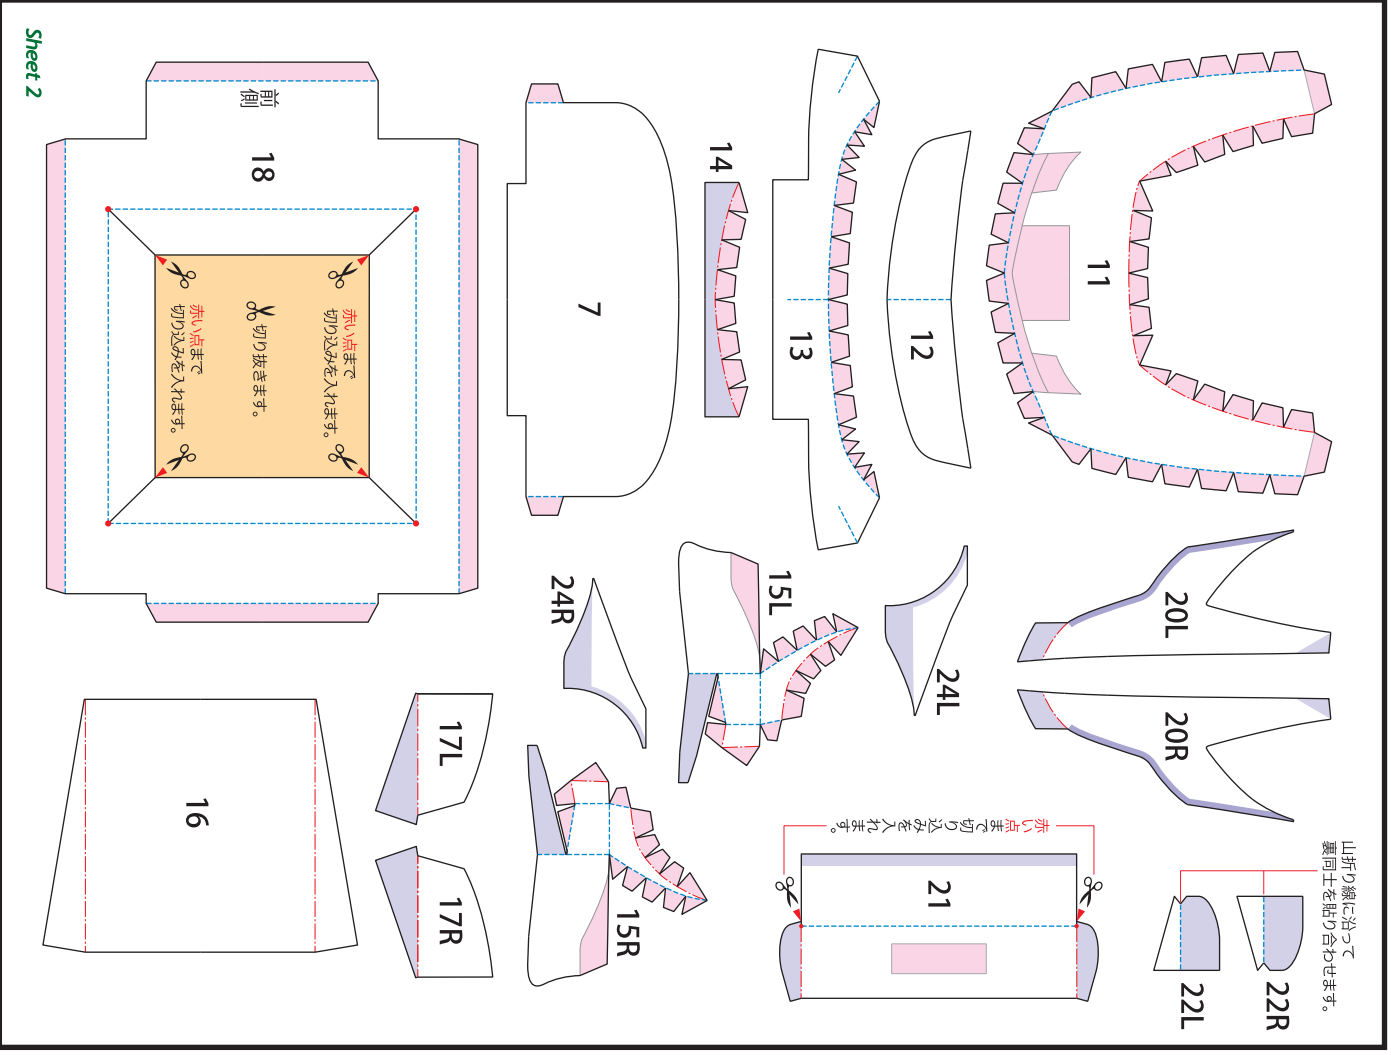 Sheet 2
11
12
13
14
7
前側
18
赤い点まで
切り込みを入れます。
切り抜きます。
赤い点まで
切り込みを入れます。
20L
20R
24L
15L
24R
15R
17L
17R
16
赤い点まで切り込みを入れます。
21
山折り線に沿って
裏同士を貼り合わせます。
22R
22L